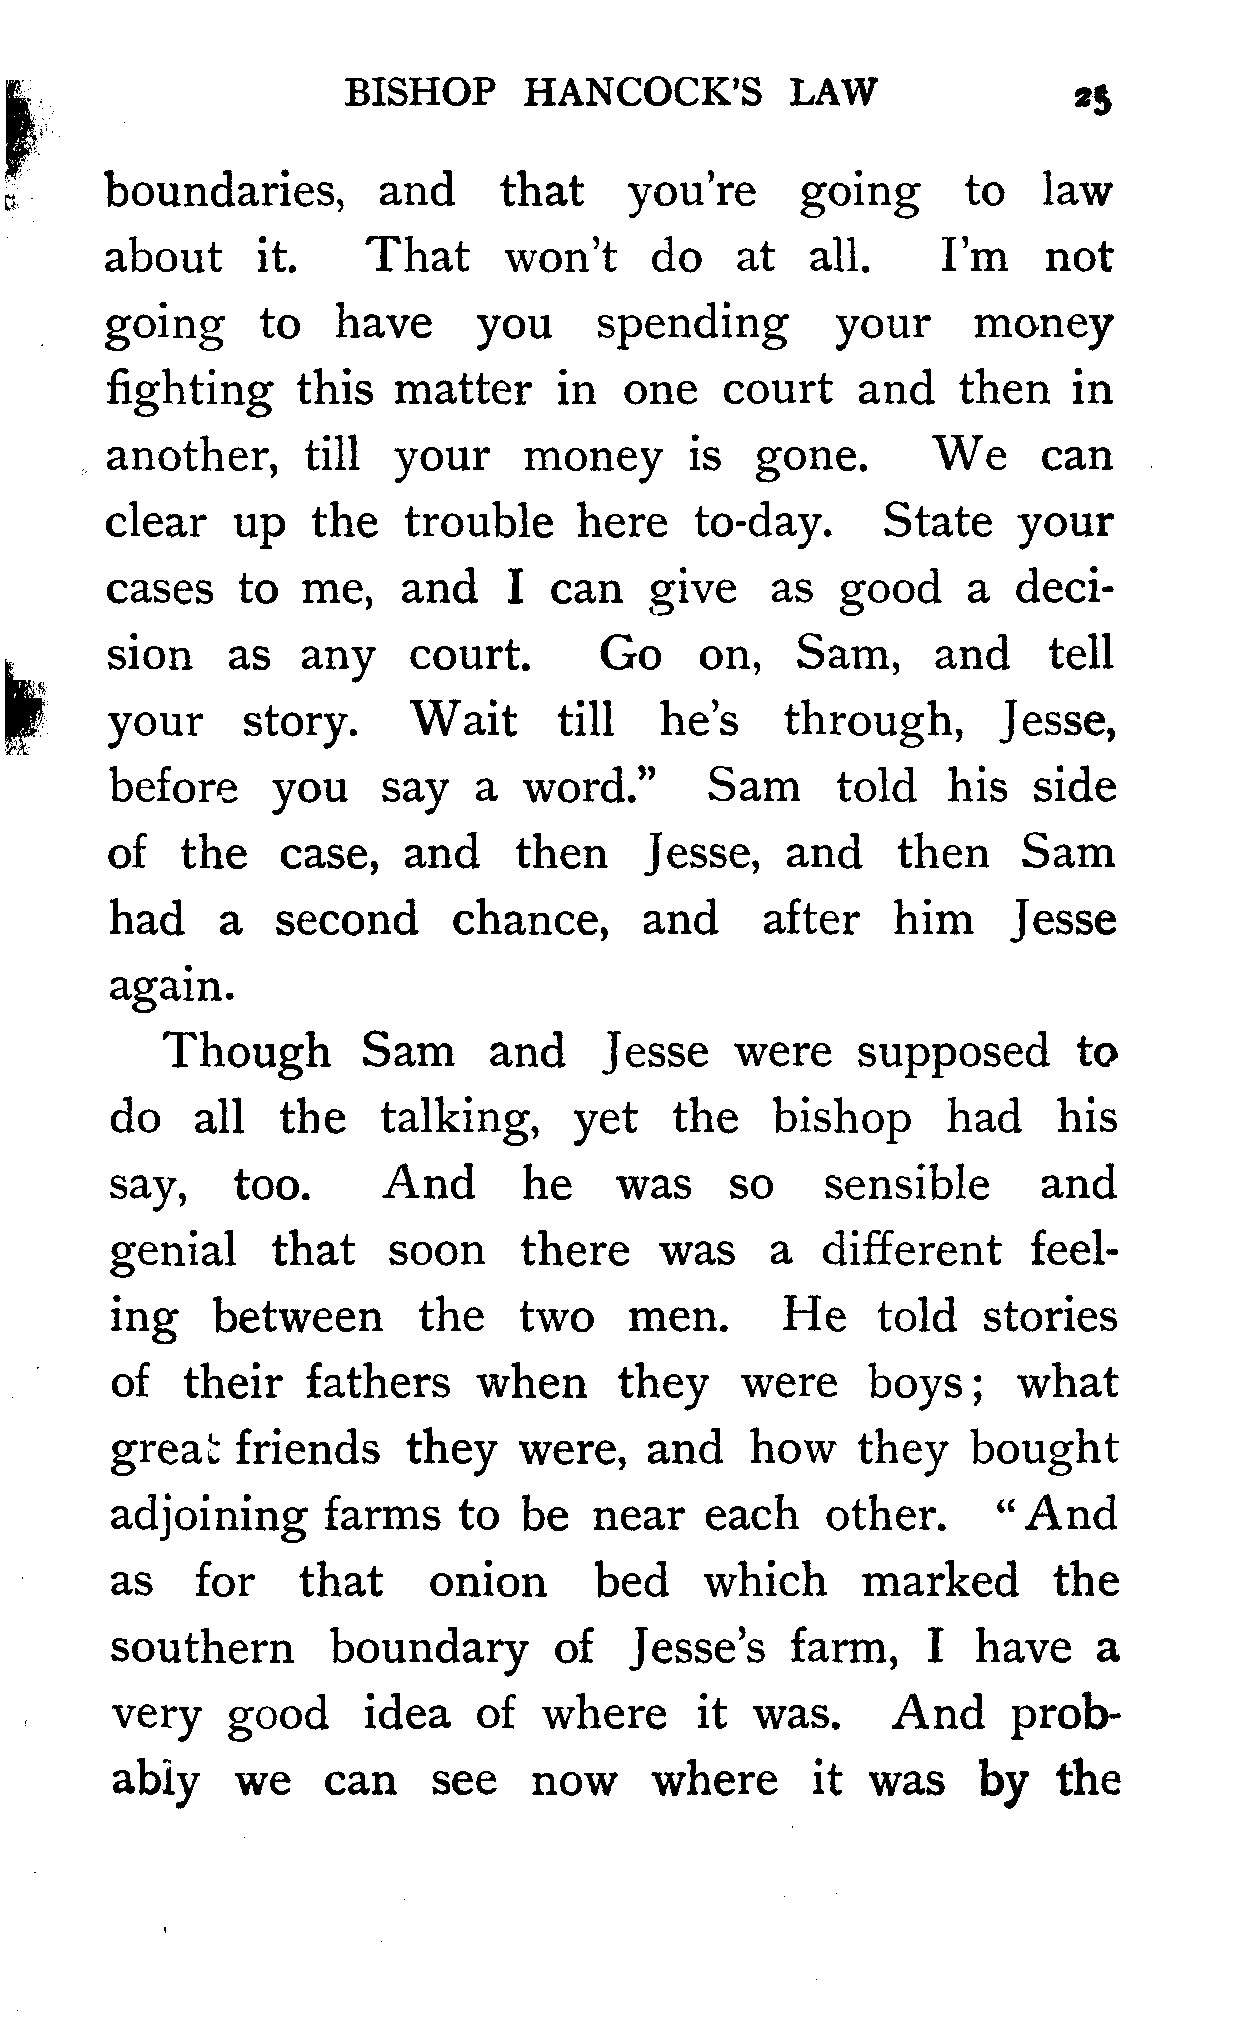 BISHOP HANCOCK'S LAW 25
boundaries, and that you're going to law
about it. That won't do at all. I'm not
going to have you spending your money
fighting this matter in one court and then in
another, till your money is gone. We can
clear up the trouble here to-day. State your
cases to me, and I can give as good a deci-
sion as any court. Go on, Sam, and tell
your story. Wait till he's through, Jesse,
before you say a word.” Sam told his side
of the case, and then Jesse, and then Sam
had a second chance, and after him Jesse
again.
Though Sam and Jesse were supposed to
do all the talking, yet the bishop had his
say, too. And he was so sensible and
genial that soon there was a different feel-
ing between the two men. He told stories
of their fathers when they were boys; what
great friends they were, and how they bought
adjoining farms to be near each other. “And
as for that onion bed which marked the
southern boundary of Jesse's farm, I have a
very good idea of where it was. And prob-
ably we can see now where it was by the